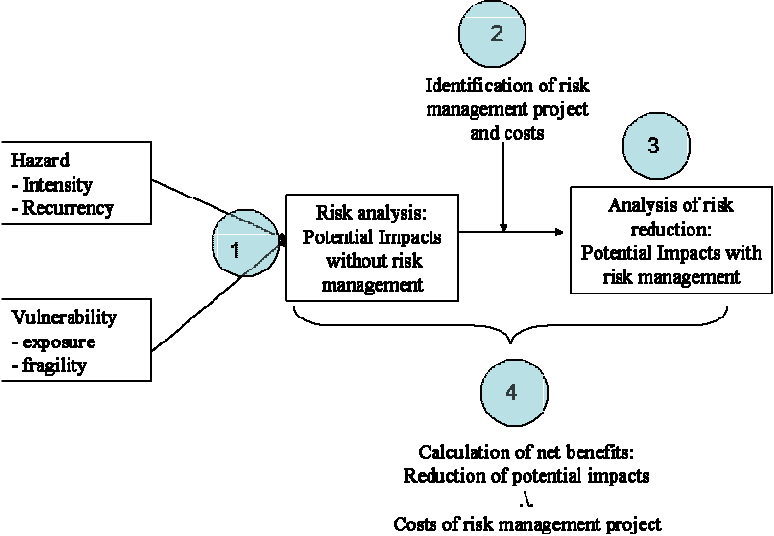 2
Identification of risk
management project
and costs
3
Hazard
- Intensity
- Recurrency
1
Risk analysis:
Potential Impacts
without risk
management
Analysis of risk
reduction:
Potential Impacts with
risk management
Vulnerability
- exposure
- fragility
4
Calculation of net benefits:
Reduction of potential impacts
.\.
Costs of risk management project